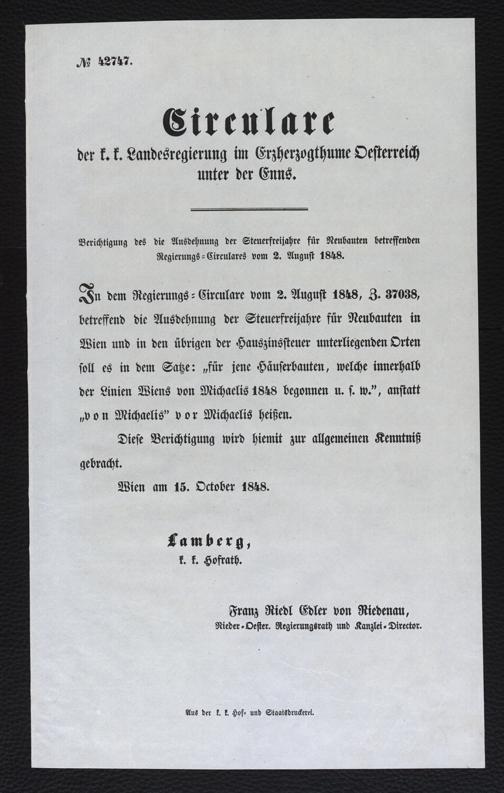 № 42747.
Circulare
der k. k. Landesregierung im Erzherzogthume Oesterreich
unter der Enns.
Berichtigung des die Ausdehnung der Steuerfreijahre für Neubauten betreffenden
Regierungs-Circulares vom 2. August 1848.
In dem Regierungs-Circulare vom 2. August 1848, Z. 37038,
betreffend die Ausdehnung der Steuerfreijahre für Neubauten in
Wien und in den übrigen der Hauszinssteuer unterliegenden Orten
soll es in dem Satze: „für jene Häuserbauten, welche innerhalb
der Linien Wiens von Michaelis 1848 begonnen u. s. w.”, anstatt
„von Michaelis” vor Michaelis heißen.
Diese Berichtigung wird hiemit zur allgemeinen Kenntniß
gebracht.
Wien am 15. October 1848.
Lamberg,
k. k. Hofrath.
Franz Riedl Edler von Riedenau,
Nieder-Oester. Regierungsrath und Kanzlei-Director.
Aus der k. k. Hof- und Staatsdruckerei.